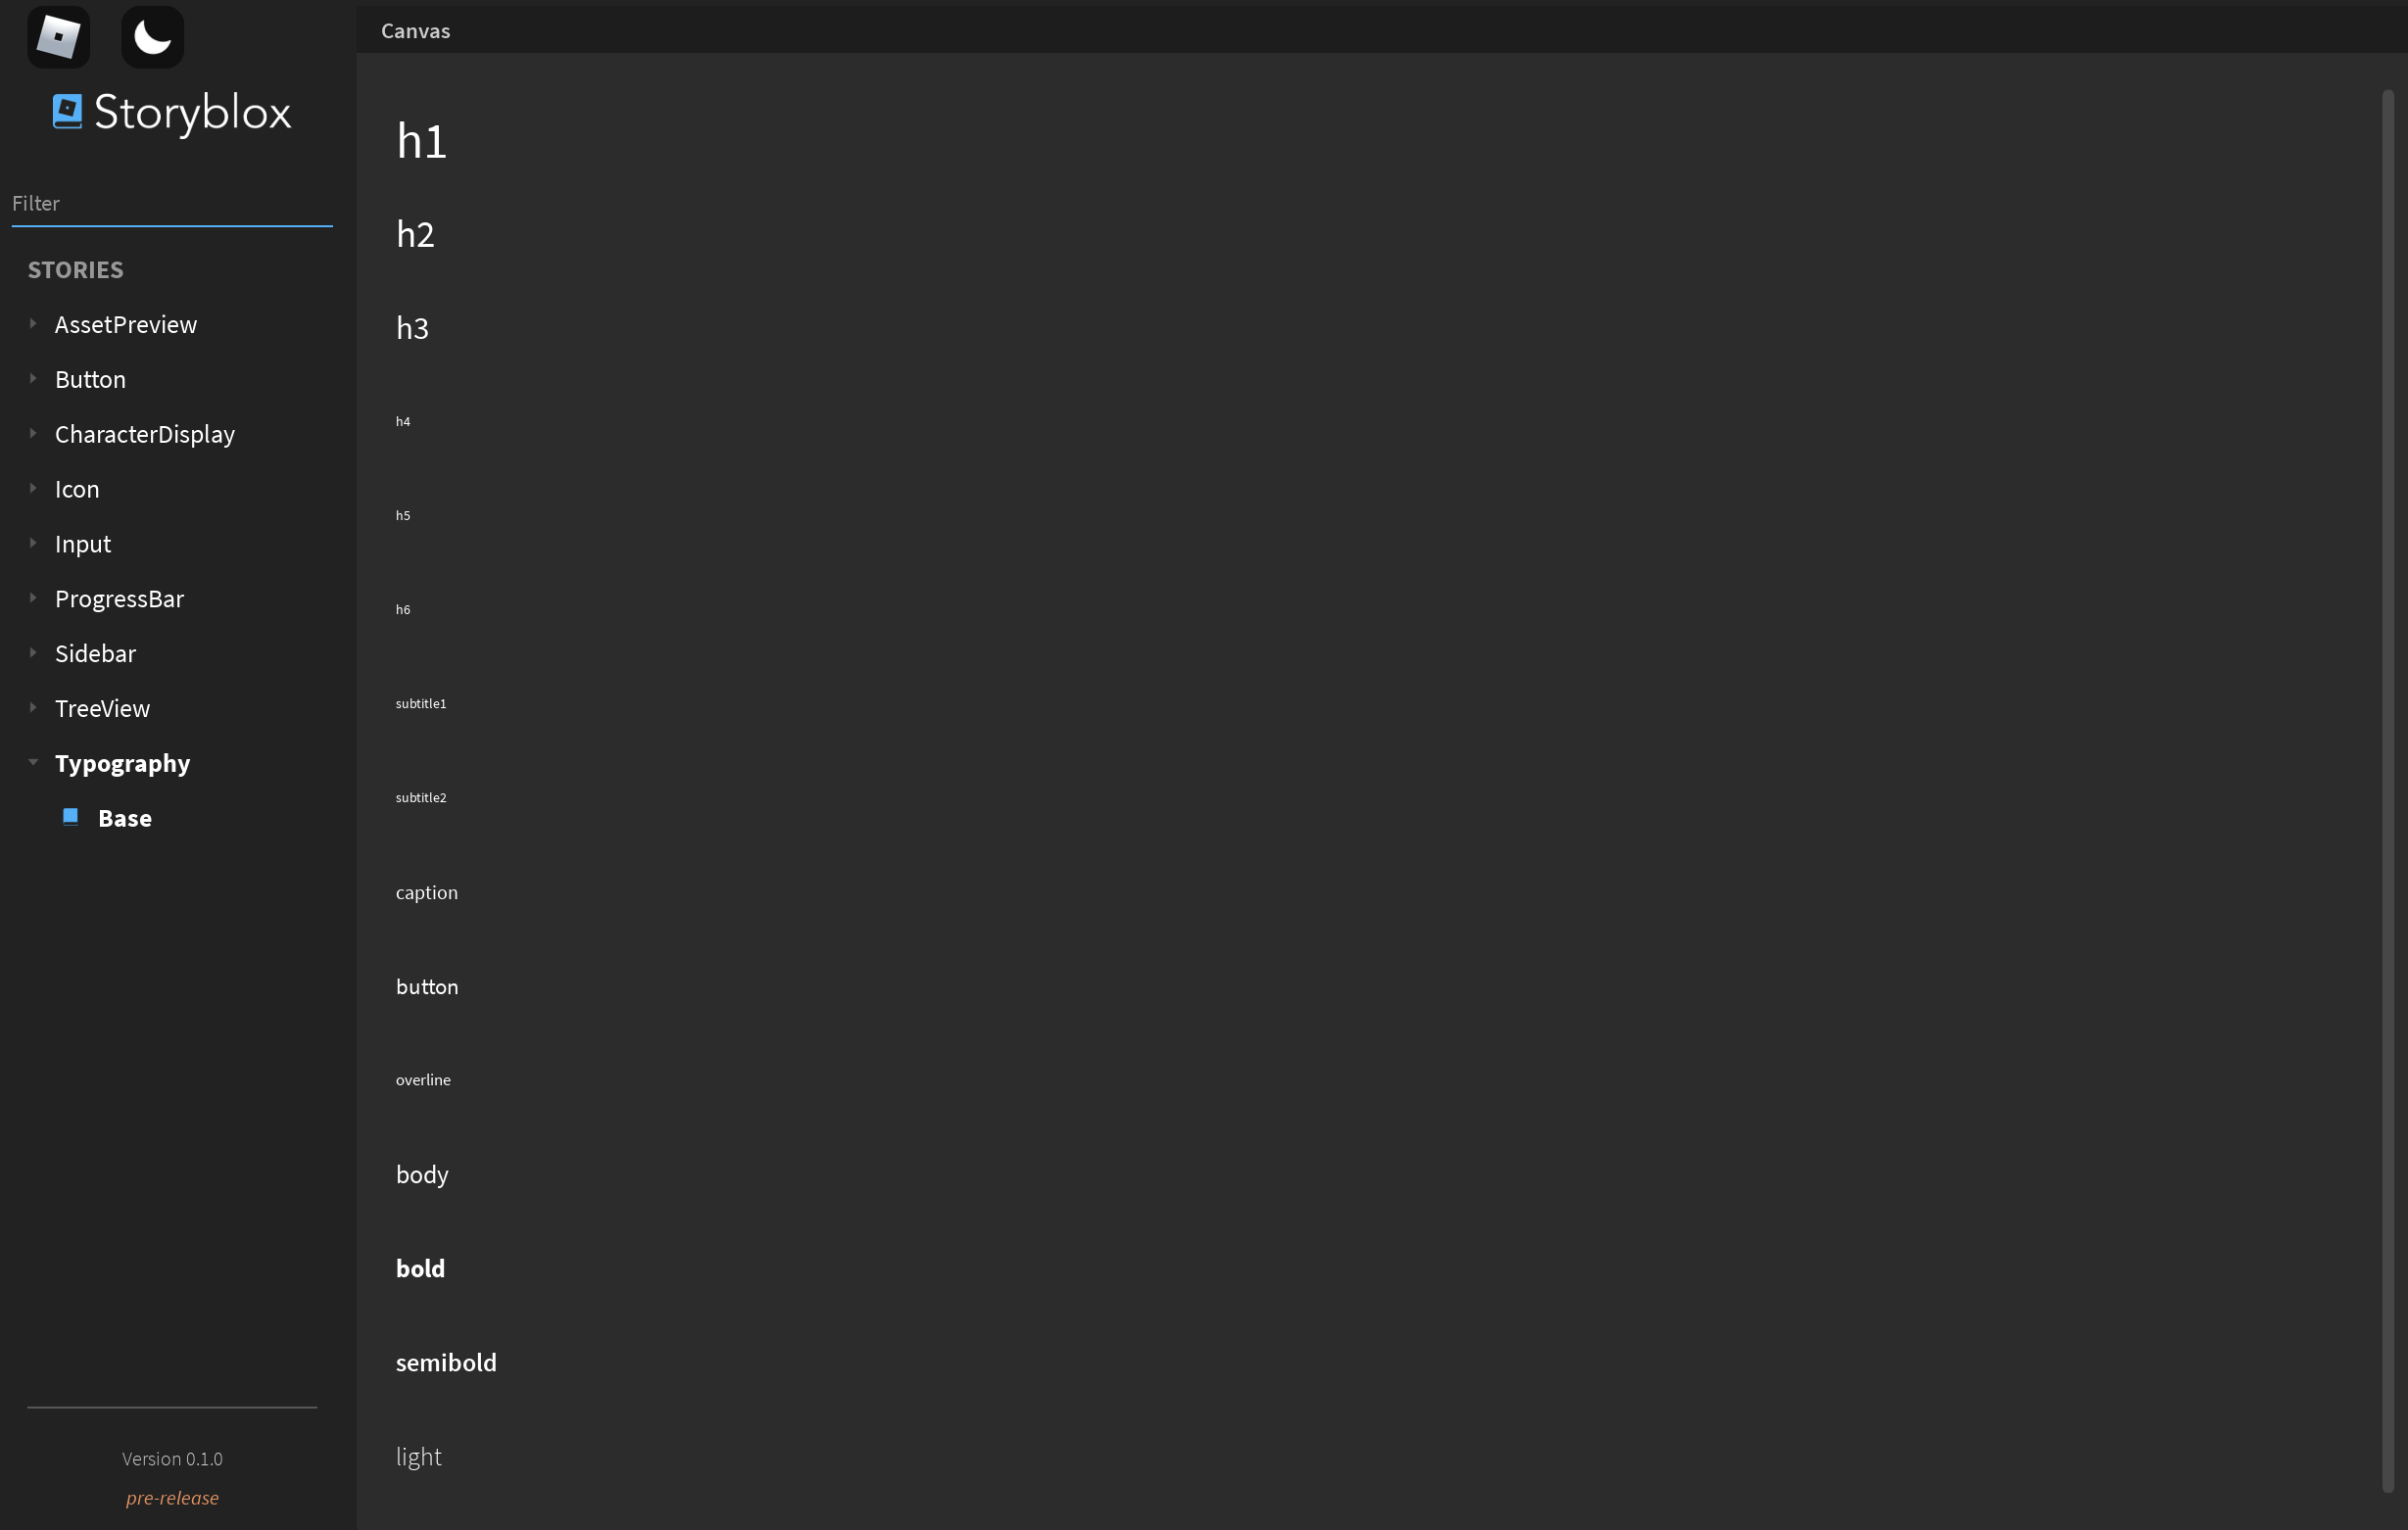 Storyblox
Filter
STORIES
AssetPreview
Button
CharacterDisplay
Icon
Input
ProgressBar
Sidebar
TreeView
Typography
Base
Version 0.1.0
pre-release
Canvas
h1
h2
h3
h4
h5
h6
subtitle1
subtitle2
caption
button
overline
body
bold
semibold
light